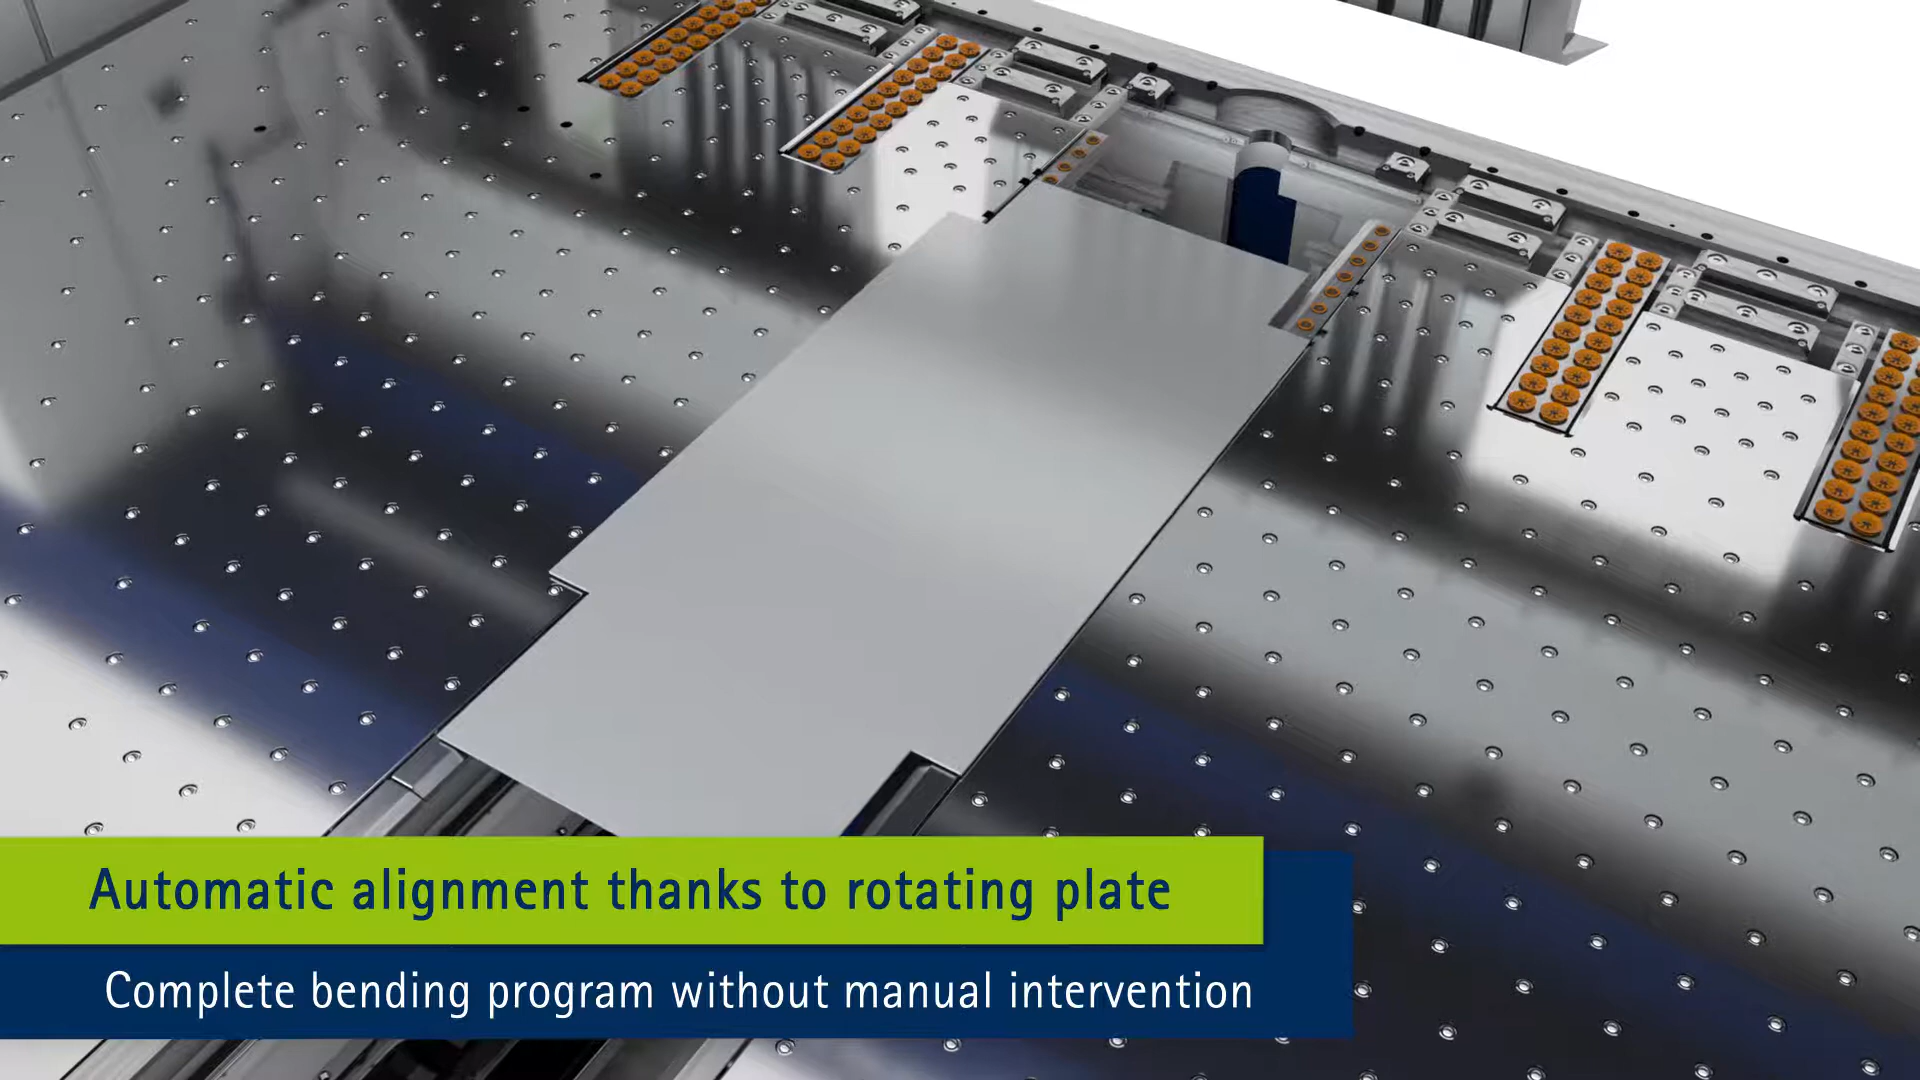 Automatic alignment thanks to rotating plate
Complete bending program without manual intervention